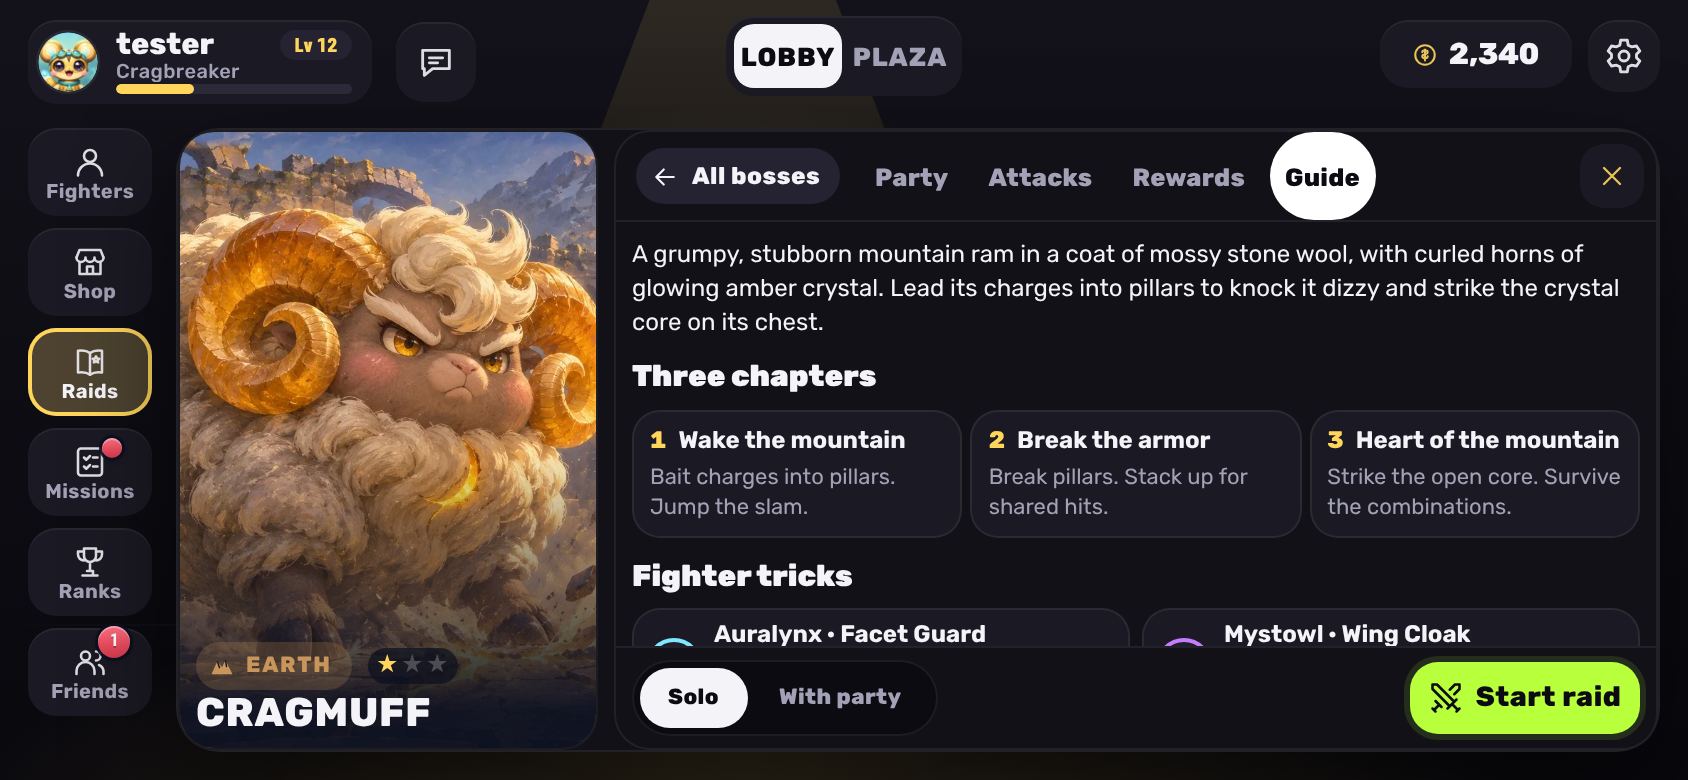 tester
Lv 12
Cragbreaker
LOBBY PLAZA
2,340
Fighters
Shop
Raids
Missions
Ranks
1
Friends
EARTH
CRAGMUFF
All bosses
Party
Attacks
Rewards
Guide
A grumpy, stubborn mountain ram in a coat of mossy stone wool, with curled horns of
glowing amber crystal. Lead its charges into pillars to knock it dizzy and strike the crystal
core on its chest.
Three chapters
1 Wake the mountain
Bait charges into pillars.
Jump the slam.
2 Break the armor
Break pillars. Stack up for
shared hits.
3 Heart of the mountain
Strike the open core. Survive
the combinations.
Fighter tricks
Auralynx • Facet Guard
Mystowl • Wing Cloak
Solo
With party
Start raid